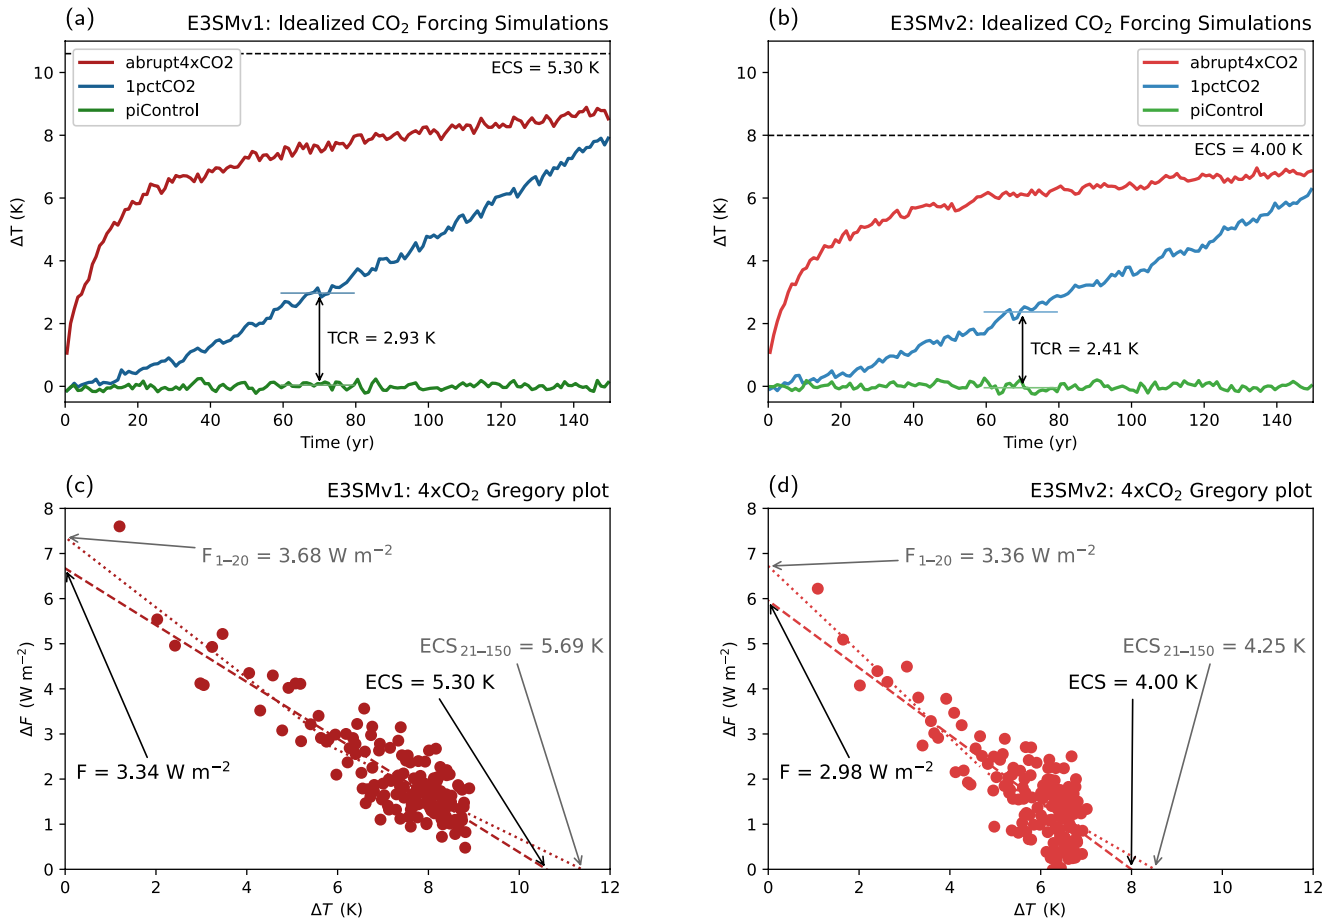 (a) E3SMv1: Idealized CO₂ Forcing Simulations
abrupt4xCO2
1pctCO2
piControl
ECS = 5.30 K
TCR = 2.93 K
ΔT (K)
10
8
6
4
2
0
0 20 40 60 80 100 120 140
Time (yr)
(b) E3SMv2: Idealized CO₂ Forcing Simulations
abrupt4xCO2
1pctCO2
piControl
ECS = 4.00 K
TCR = 2.41 K
ΔT (K)
10
8
6
4
2
0
0 20 40 60 80 100 120 140
Time (yr)
(c) E3SMv1: 4xCO₂ Gregory plot
F₁₋₂₀ = 3.68 W m⁻²
ECS₂₁₋₁₅₀ = 5.69 K
ECS = 5.30 K
F = 3.34 W m⁻²
ΔF (W m⁻²)
8
7
6
5
4
3
2
1
0
0 2 4 6 8 10 12
ΔT (K)
(d) E3SMv2: 4xCO₂ Gregory plot
F₁₋₂₀ = 3.36 W m⁻²
ECS₂₁₋₁₅₀ = 4.25 K
ECS = 4.00 K
F = 2.98 W m⁻²
ΔF (W m⁻²)
8
7
6
5
4
3
2
1
0
0 2 4 6 8 10 12
ΔT (K)